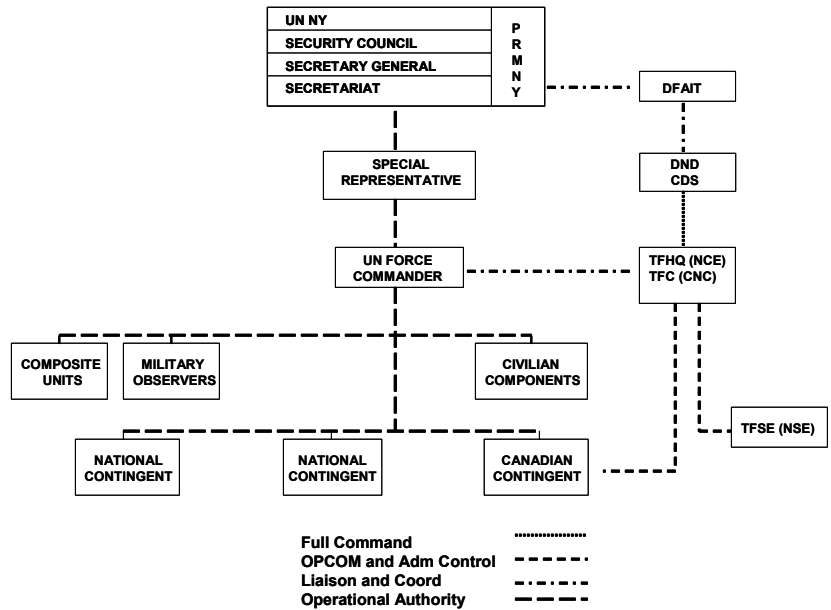 UN NY
SECURITY COUNCIL
SECRETARY GENERAL
SECRETARIAT
P
R
M
N
Y
DFAIT
SPECIAL
REPRESENTATIVE
DND
CDS
UN FORCE
COMMANDER
TFHQ (NCE)
TFC (CNC)
COMPOSITE
UNITS
MILITARY
OBSERVERS
CIVILIAN
COMPONENTS
TFSE (NSE)
NATIONAL
CONTINGENT
NATIONAL
CONTINGENT
CANADIAN
CONTINGENT
Full Command
OPCOM and Adm Control
Liaison and Coord
Operational Authority